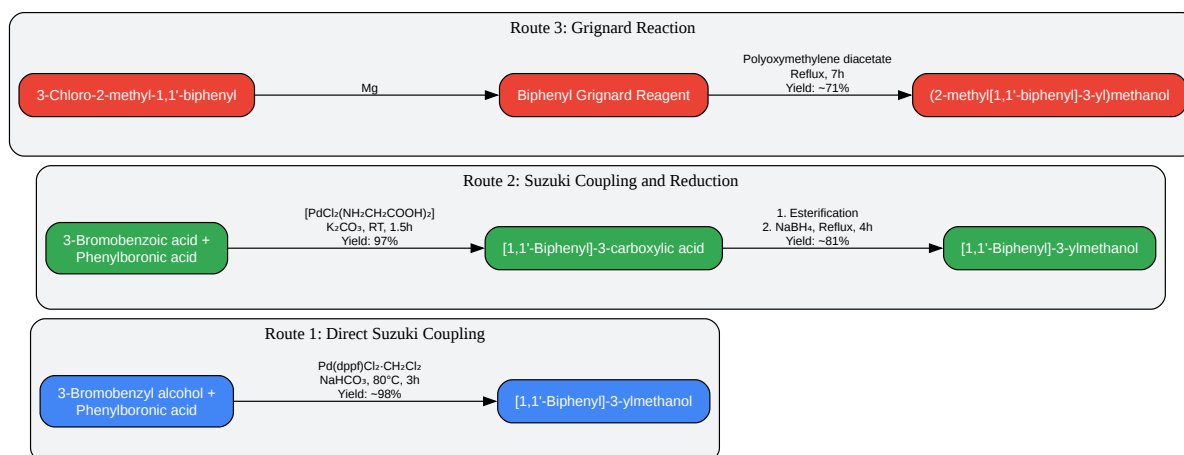 Route 3: Grignard Reaction
3-Chloro-2-methyl-1,1'-biphenyl
Mg
Biphenyl Grignard Reagent
Polyoxymethylene diacetate
Reflux, 7h
Yield: ~71%
(2-methyl[1,1'-biphenyl]-3-yl)methanol
Route 2: Suzuki Coupling and Reduction
3-Bromobenzoic acid +
Phenylboronic acid
[PdCl₂(NH₂CH₂COOH)₂]
K₂CO₃, RT, 1.5h
Yield: 97%
[1,1'-Biphenyl]-3-carboxylic acid
1. Esterification
2. NaBH₄, Reflux, 4h
Yield: ~81%
[1,1'-Biphenyl]-3-ylmethanol
Route 1: Direct Suzuki Coupling
3-Bromobenzyl alcohol +
Phenylboronic acid
Pd(dppf)Cl₂·CH₂Cl₂
NaHCO₃, 80°C, 3h
Yield: ~98%
[1,1'-Biphenyl]-3-ylmethanol